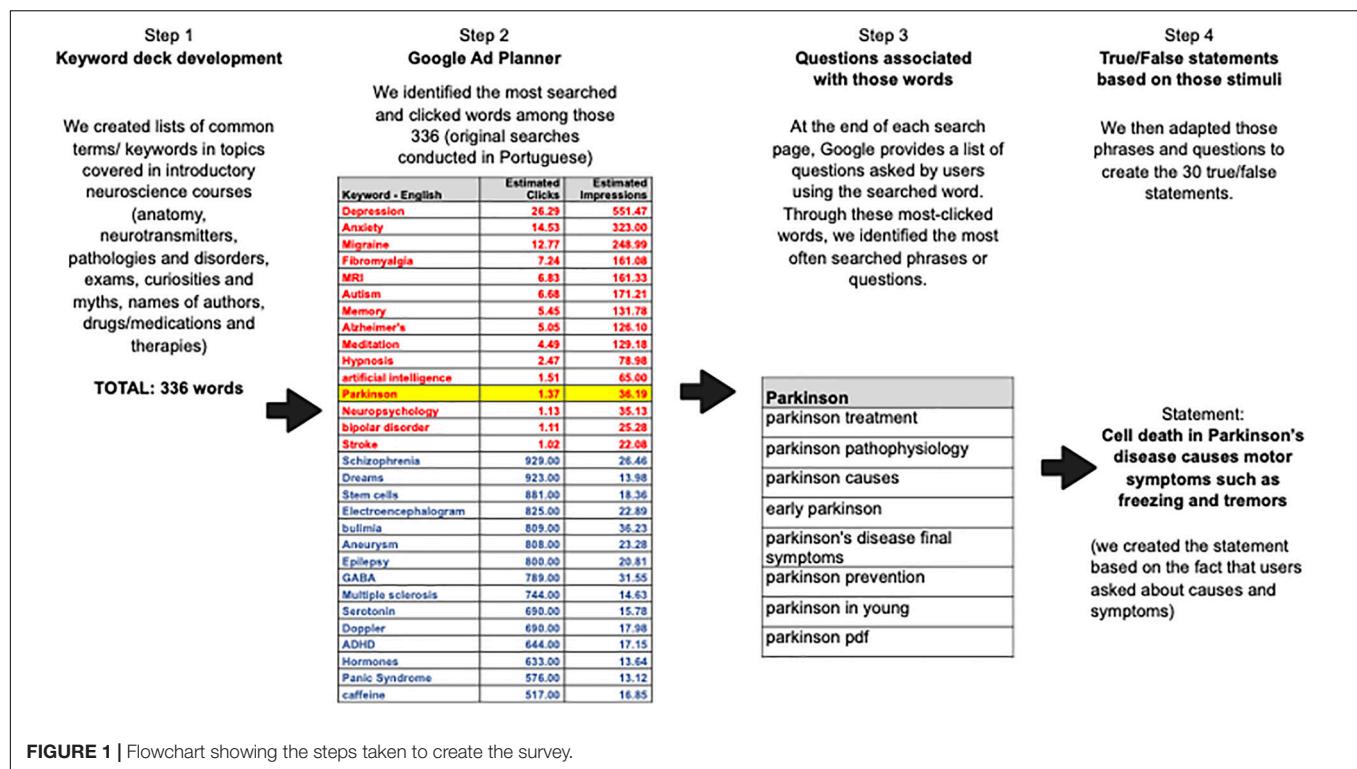 Step 1
Keyword deck development
We created lists of common
terms/ keywords in topics
covered in introductory
neuroscience courses
(anatomy,
neurotransmitters,
pathologies and disorders,
exams, curiosities and
myths, names of authors,
drugs/medications and
therapies)
TOTAL: 336 words
Step 2
Google Ad Planner
We identified the most searched
and clicked words among those
336 (original searches
conducted in Portuguese)
Keyword - English Estimated Clicks Estimated Impressions
Depression 26.29 551.47
Anxiety 14.53 323.00
Migraine 12.77 248.99
Fibromyalgia 7.24 161.08
MRI 6.83 161.33
Autism 6.68 171.21
Memory 5.45 131.78
Alzheimer's 5.05 126.10
Meditation 4.49 129.18
Hypnosis 2.47 78.98
artificial intelligence 1.51 65.00
Parkinson 1.37 36.19
Neuropsychology 1.13 35.13
bipolar disorder 1.11 25.28
Stroke 1.02 22.08
Schizophrenia 929.00 26.46
Dreams 923.00 13.98
Stem cells 881.00 18.36
Electroencephalogram 825.00 22.89
bulimia 809.00 36.23
Aneurysm 808.00 23.28
Epilepsy 800.00 20.81
GABA 789.00 31.55
Multiple sclerosis 744.00 14.63
Serotonin 690.00 15.78
Doppler 690.00 17.98
ADHD 644.00 17.15
Hormones 633.00 13.64
Panic Syndrome 576.00 13.12
caffeine 517.00 16.85
Step 3
Questions associated
with those words
At the end of each search
page, Google provides a list of
questions asked by users
using the searched word.
Through these most-clicked
words, we identified the most
often searched phrases or
questions.
Parkinson
parkinson treatment
parkinson pathophysiology
parkinson causes
early parkinson
parkinson's disease final
symptoms
parkinson prevention
parkinson in young
parkinson pdf
Step 4
True/False statements
based on those stimuli
We then adapted those
phrases and questions to
create the 30 true/false
statements.
Statement:
Cell death in Parkinson's
disease causes motor
symptoms such as
freezing and tremors
(we created the statement
based on the fact that users
asked about causes and
symptoms)
FIGURE 1 | Flowchart showing the steps taken to create the survey.